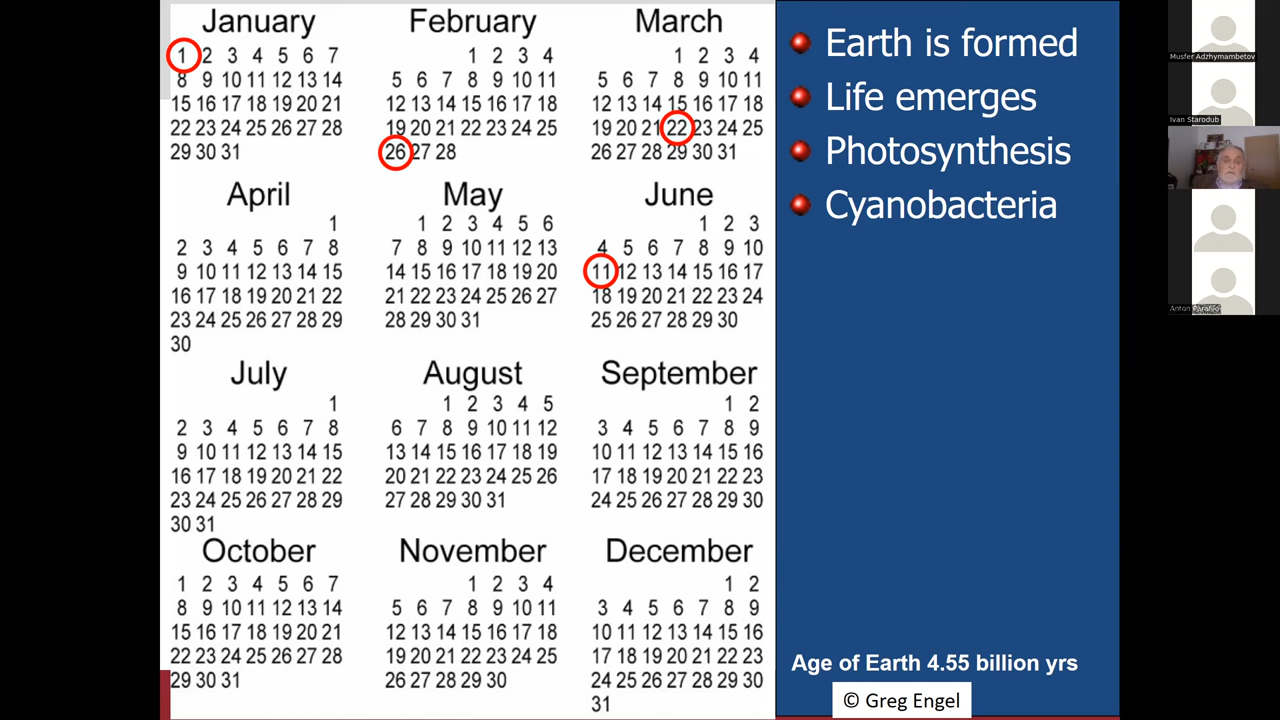 January
1 2 3 4 5 6 7
8 9 10 11 12 13 14
15 16 17 18 19 20 21
22 23 24 25 26 27 28
29 30 31
February
1 2 3 4
5 6 7 8 9 10 11
12 13 14 15 16 17 18
19 20 21 22 23 24 25
26 27 28
March
1 2 3 4
5 6 7 8 9 10 11
12 13 14 15 16 17 18
19 20 21 22 23 24 25
26 27 28 29 30 31
April
1
2 3 4 5 6 7 8
9 10 11 12 13 14 15
16 17 18 19 20 21 22
23 24 25 26 27 28 29
30
May
1 2 3 4 5 6
7 8 9 10 11 12 13
14 15 16 17 18 19 20
21 22 23 24 25 26 27
28 29 30 31
June
1 2 3
4 5 6 7 8 9 10
11 12 13 14 15 16 17
18 19 20 21 22 23 24
25 26 27 28 29 30
July
1
2 3 4 5 6 7 8
9 10 11 12 13 14 15
16 17 18 19 20 21 22
23 24 25 26 27 28 29
30 31
August
1 2 3 4 5
6 7 8 9 10 11 12
13 14 15 16 17 18 19
20 21 22 23 24 25 26
27 28 29 30 31
September
1 2
3 4 5 6 7 8 9
10 11 12 13 14 15 16
17 18 19 20 21 22 23
24 25 26 27 28 29 30
October
1 2 3 4 5 6 7
8 9 10 11 12 13 14
15 16 17 18 19 20 21
22 23 24 25 26 27 28
29 30 31
November
1 2 3 4
5 6 7 8 9 10 11
12 13 14 15 16 17 18
19 20 21 22 23 24 25
26 27 28 29 30
December
1 2
3 4 5 6 7 8 9
10 11 12 13 14 15 16
17 18 19 20 21 22 23
24 25 26 27 28 29 30
31
Earth is formed
Life emerges
Photosynthesis
Cyanobacteria
Age of Earth 4.55 billion yrs
© Greg Engel
Musfer Adzhymambetov
Ivan Starodub
Anton